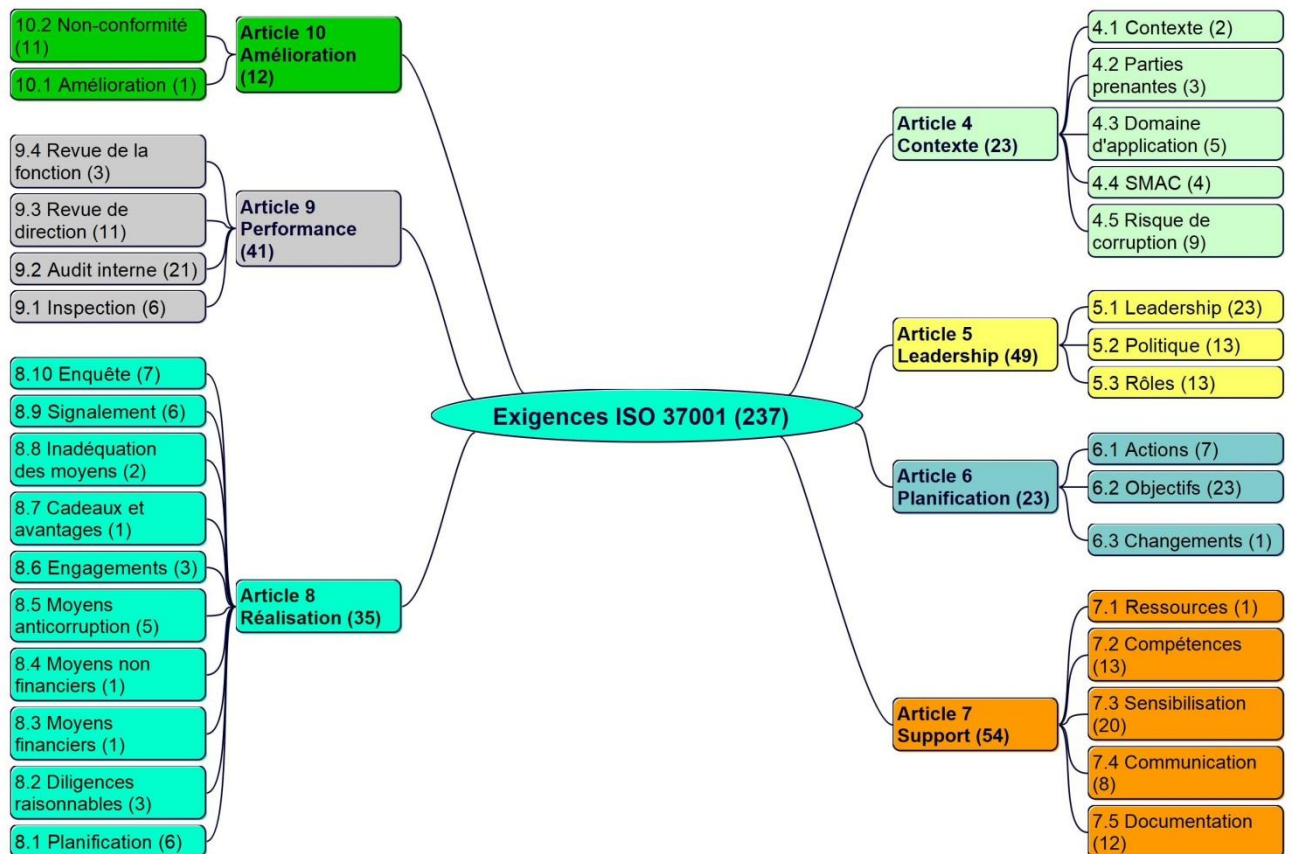 Exigences ISO 37001 (237)
Article 4
Contexte (23)
4.1 Contexte (2)
4.2 Parties
prenantes (3)
4.3 Domaine
d'application (5)
4.4 SMAC (4)
4.5 Risque de
corruption (9)
Article 5
Leadership (49)
5.1 Leadership (23)
5.2 Politique (13)
5.3 Rôles (13)
Article 6
Planification (23)
6.1 Actions (7)
6.2 Objectifs (23)
6.3 Changements (1)
Article 7
Support (54)
7.1 Ressources (1)
7.2 Compétences
(13)
7.3 Sensibilisation
(20)
7.4 Communication
(8)
7.5 Documentation
(12)
Article 10
Amélioration
(12)
10.2 Non-conformité
(11)
10.1 Amélioration (1)
Article 9
Performance
(41)
9.4 Revue de la
fonction (3)
9.3 Revue de
direction (11)
9.2 Audit interne (21)
9.1 Inspection (6)
Article 8
Réalisation (35)
8.10 Enquête (7)
8.9 Signalement (6)
8.8 Inadéquation
des moyens (2)
8.7 Cadeaux et
avantages (1)
8.6 Engagements (3)
8.5 Moyens
anticorruption (5)
8.4 Moyens non
financiers (1)
8.3 Moyens
financiers (1)
8.2 Diligences
raisonnables (3)
8.1 Planification (6)